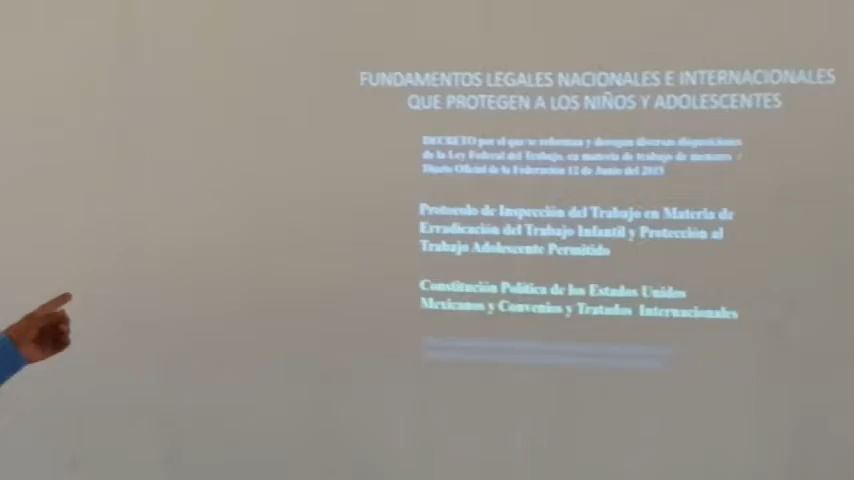 FUNDAMENTOS LEGALES NACIONALES E INTERNACIONALES
QUE PROTEGEN A LOS NIÑOS Y ADOLESCENTES
DECRETO por el que se reforman y derogan diversas disposiciones
de la Ley Federal del Trabajo, en materia de trabajo de menores /
Diario Oficial de la Federación 12 de Junio del 2015
Protocolo de Inspección del Trabajo en Materia de
Erradicación del Trabajo Infantil y Protección al
Trabajo Adolescente Permitido
Constitución Política de los Estados Unidos
Mexicanos y Convenios y Tratados Internacionales